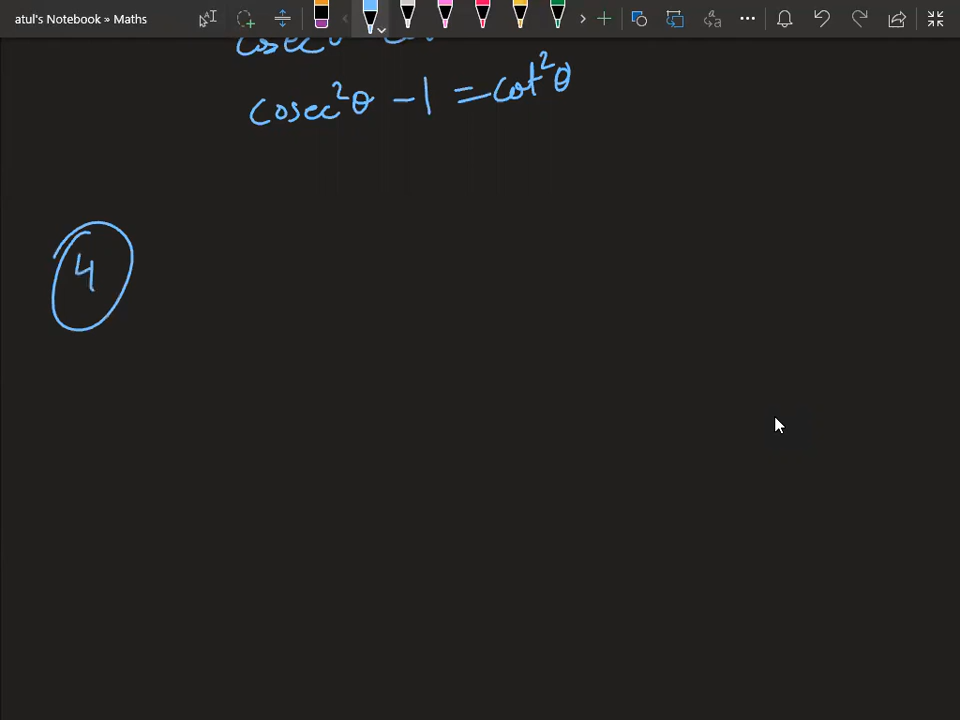 atul's Notebook » Maths
cosec²θ - 1 = cot²θ
4